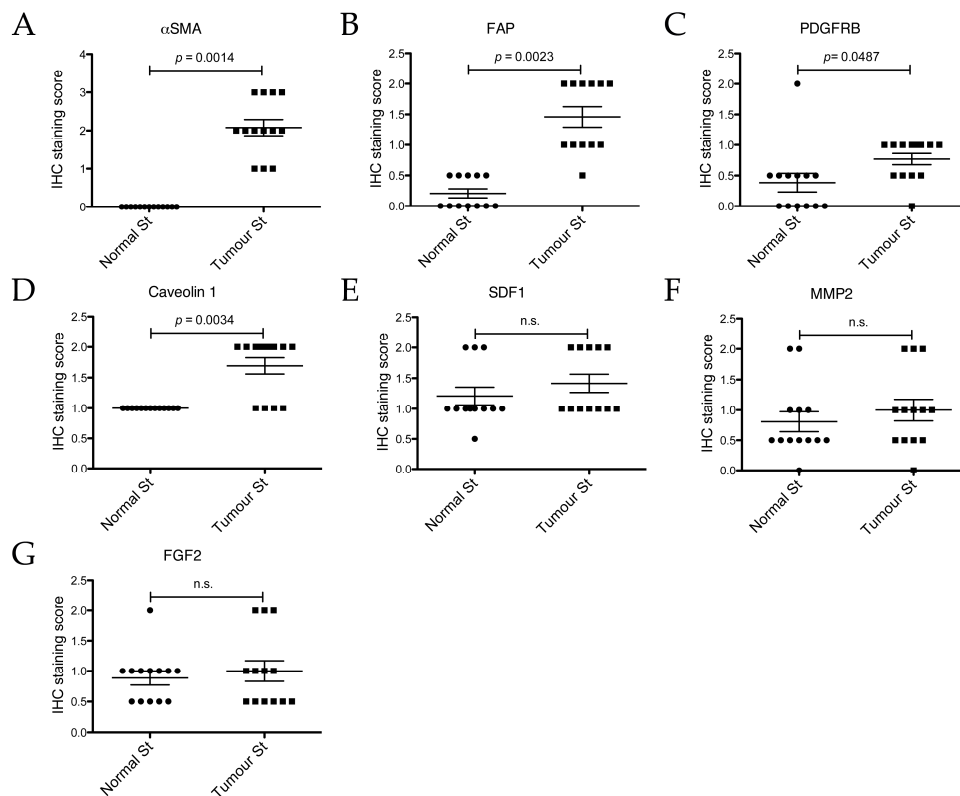 A
αSMA
p = 0.0014
IHC staining score
4
3
2
1
0
Normal St
Tumour St
B
FAP
p = 0.0023
IHC staining score
2.5
2.0
1.5
1.0
0.5
0.0
Normal St
Tumour St
C
PDGFRB
p= 0.0487
IHC staining score
2.5
2.0
1.5
1.0
0.5
0.0
Normal St
Tumour St
D
Caveolin 1
p = 0.0034
IHC staining score
2.5
2.0
1.5
1.0
0.5
0.0
Normal St
Tumour St
E
SDF1
n.s.
IHC staining score
2.5
2.0
1.5
1.0
0.5
0.0
Normal St
Tumour St
F
MMP2
n.s.
IHC staining score
2.5
2.0
1.5
1.0
0.5
0.0
Normal St
Tumour St
G
FGF2
n.s.
IHC staining score
2.5
2.0
1.5
1.0
0.5
0.0
Normal St
Tumour St